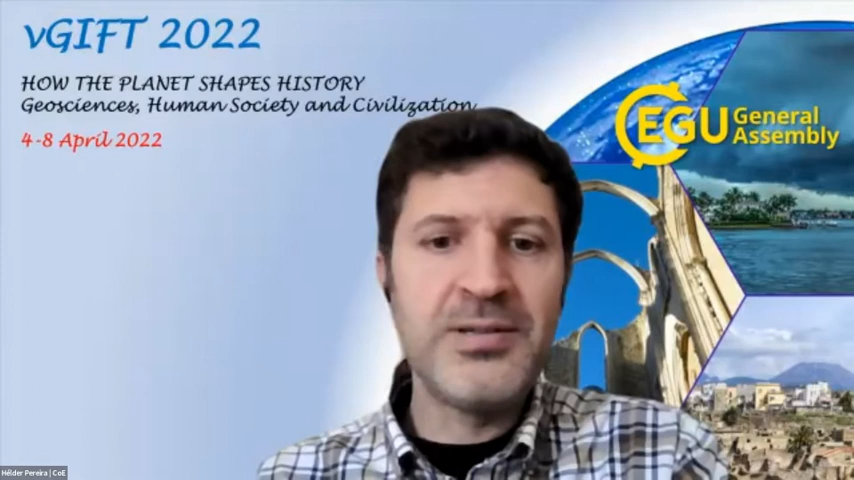 vGIFT 2022
HOW THE PLANET SHAPES HISTORY
Geosciences, Human Society and Civilization
4-8 April 2022
EGU General
Assembly
Hélder Pereira | CoE